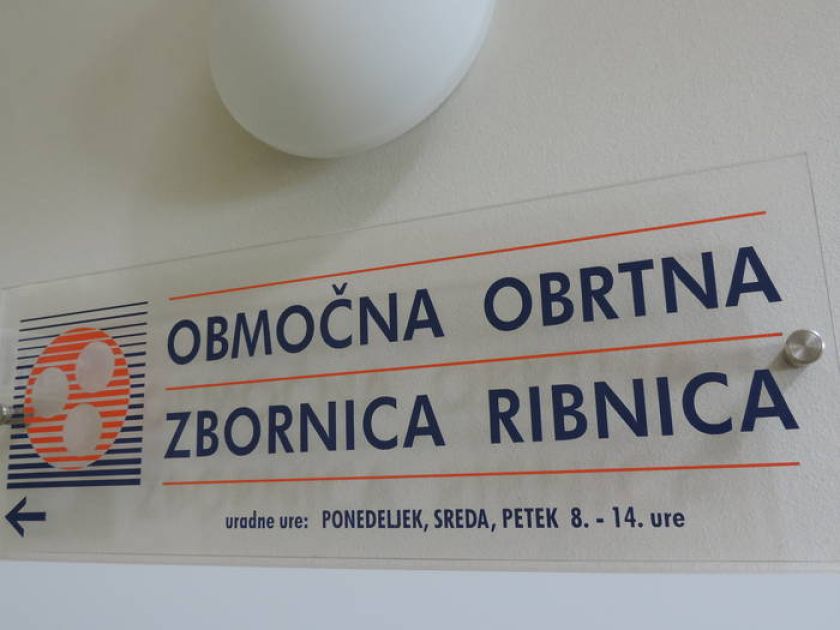 OBMOČNA OBRTNA
ZBORNICA RIBNICA
uradne ure: PONEDELJEK, SREDA, PETEK 8. - 14. ure